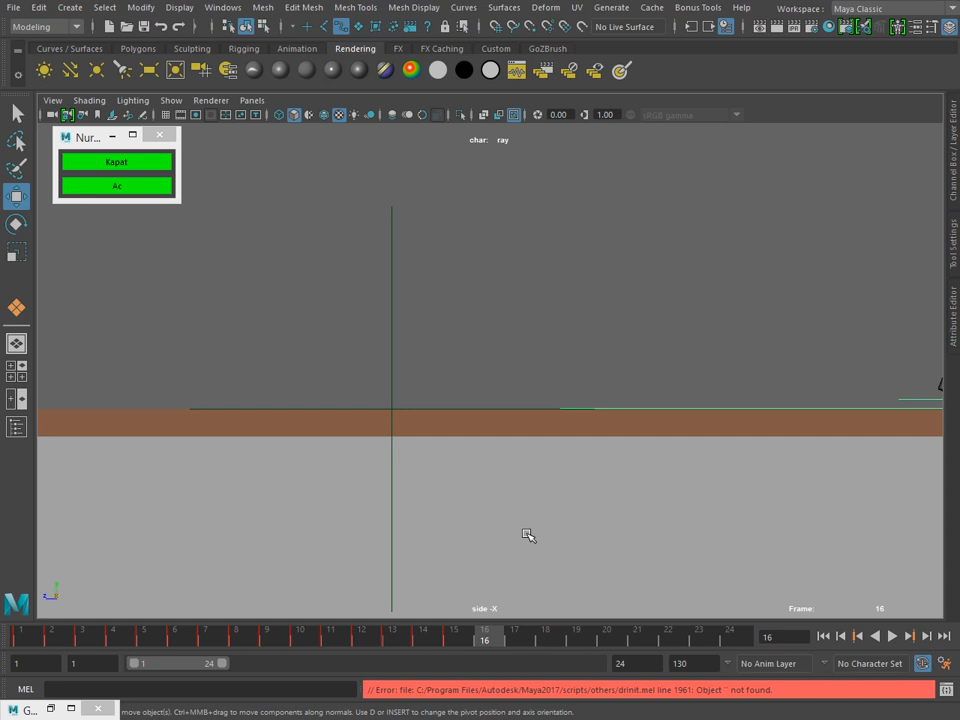 File Edit Create Select Modify Display Windows Mesh Edit Mesh Mesh Tools Mesh Display Curves Surfaces Deform UV Generate Cache Bonus Tools Help Workspace : Maya Classic
Modeling No Live Surface
Curves / Surfaces Polygons Sculpting Rigging Animation Rendering FX FX Caching Custom GoZBrush
View Shading Lighting Show Renderer Panels
0.00 1.00 sRGB gamma
Nur...
Kapat
Ac
char: ray
Channel Box / Layer Editor
Tool Settings
Attribute Editor
y
z
side -X
Frame: 16
1 2 3 4 5 6 7 8 9 10 11 12 13 14 15 16 17 18 19 20 21 22 23 24
16
16
1 1 1 24 24 130 No Anim Layer No Character Set
MEL // Error: file: C:/Program Files/Autodesk/Maya2017/scripts/others/drinit.mel line 1961: Object '' not found.
G... move object(s). Ctrl+MMB+drag to move components along normals. Use D or INSERT to change the pivot position and axis orientation.